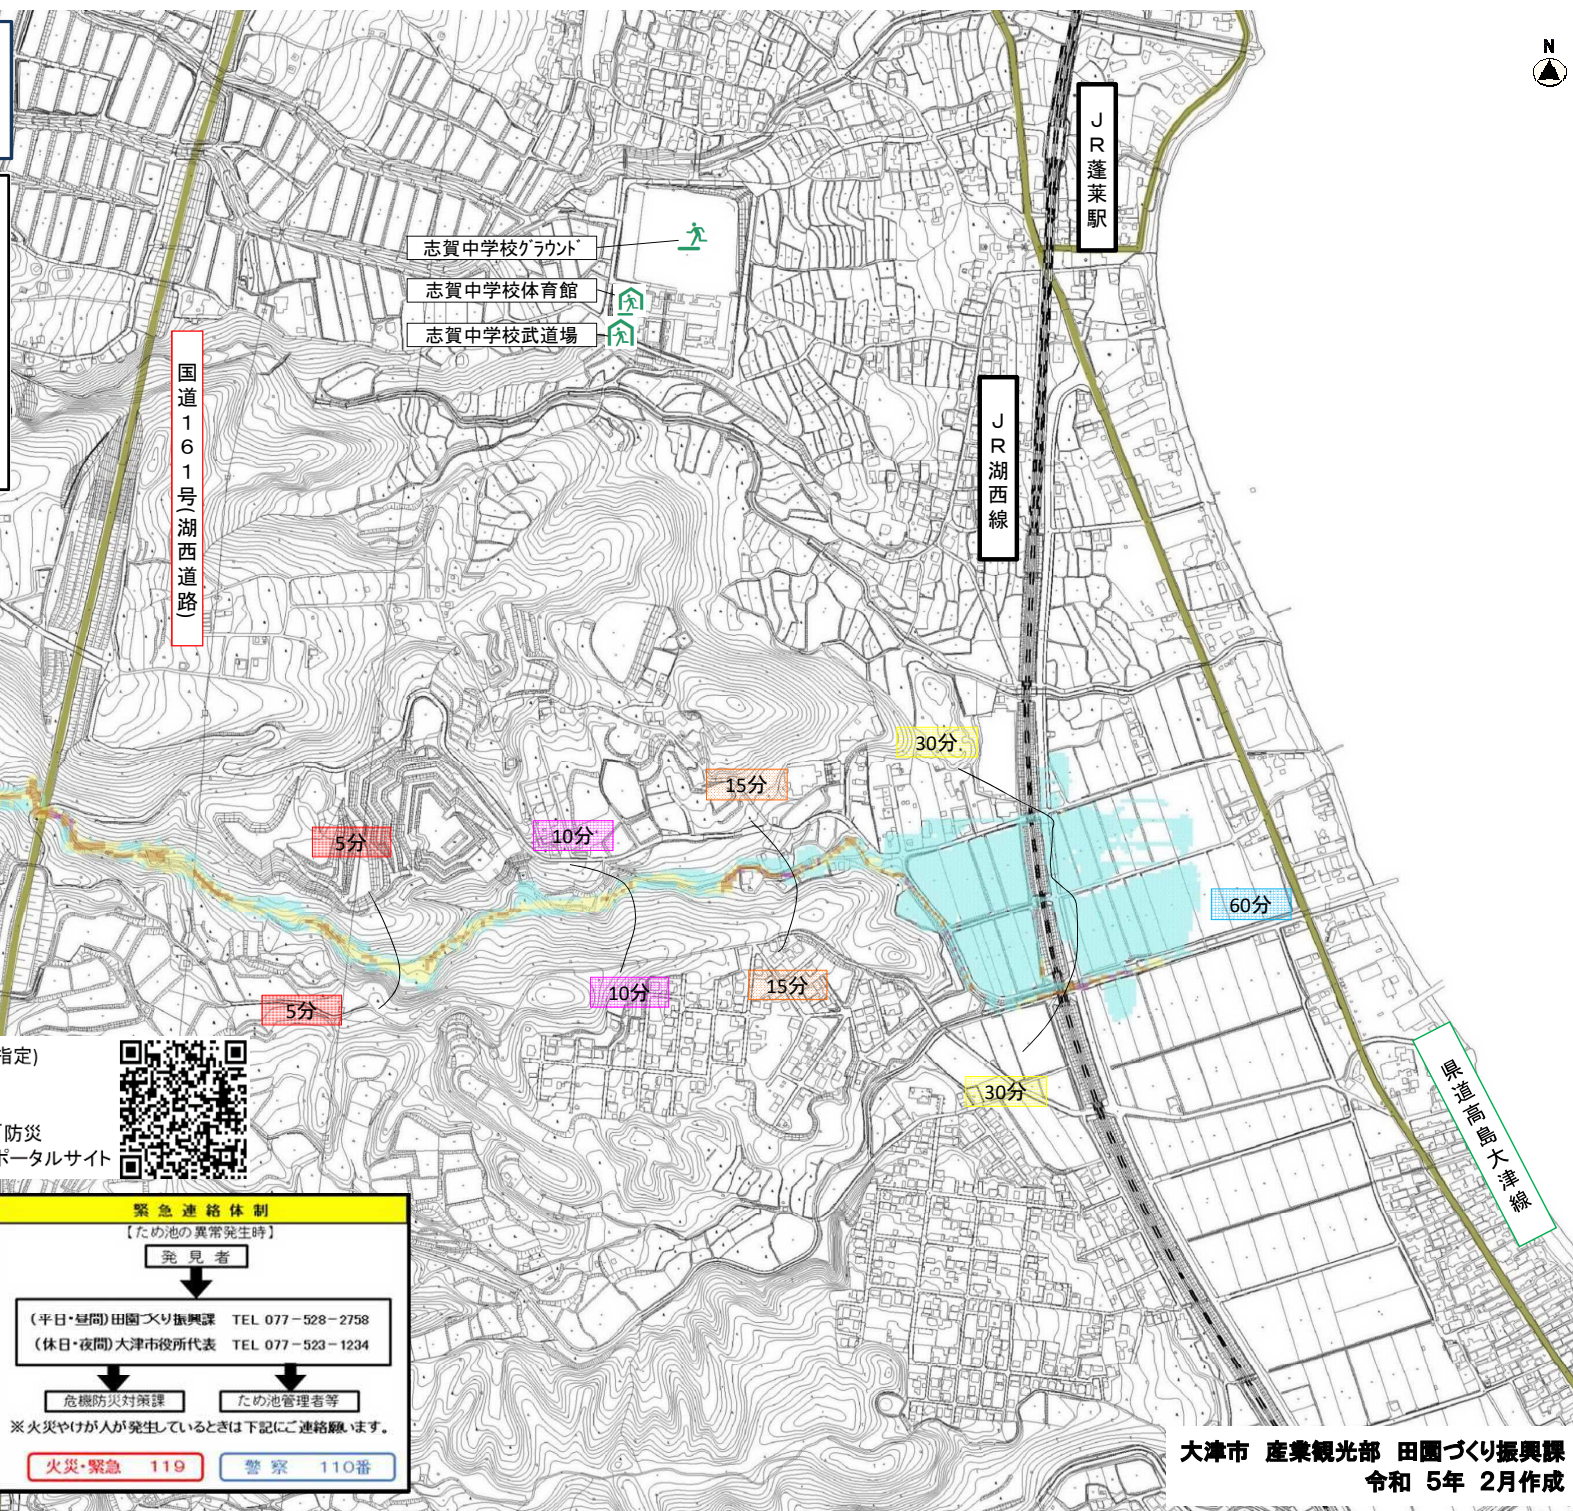 N
JR蓬莱駅
志賀中学校グラウンド
志賀中学校体育館
志賀中学校武道場
国道161号(湖西道路)
JR湖西線
30分
15分
5分
10分
60分
10分
15分
5分
30分
指定)
防災
ポータルサイト
県道高島大津線
緊急連絡体制
【ため池の異常発生時】
発見者
(平日・昼間)田園づくり振興課 TEL 077-528-2758
(休日・夜間)大津市役所代表 TEL 077-523-1234
危機防災対策課
ため池管理者等
※火災やけが人が発生しているときは下記にご連絡願います。
火災・緊急 119
警察 110番
大津市 産業観光部 田園づくり振興課
令和 5年 2月作成